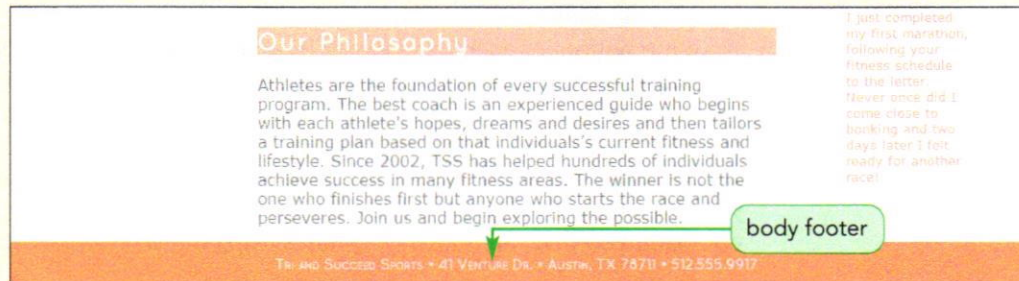 Our Philosophy
Athletes are the foundation of every successful training
program. The best coach is an experienced guide who begins
with each athlete's hopes, dreams and desires and then tailors
a training plan based on that individuals's current fitness and
lifestyle. Since 2002, TSS has helped hundreds of individuals
achieve success in many fitness areas. The winner is not the
one who finishes first but anyone who starts the race and
perseveres. Join us and begin exploring the possible.
I just completed
my first marathon,
following your
fitness schedule
to the letter.
Never once did I
come close to
bonking and two
days later I felt
ready for another
race!
body footer
Tri and Succeed Sports • 41 Venture Dr. • Austin, TX 78711 • 512.555.9917